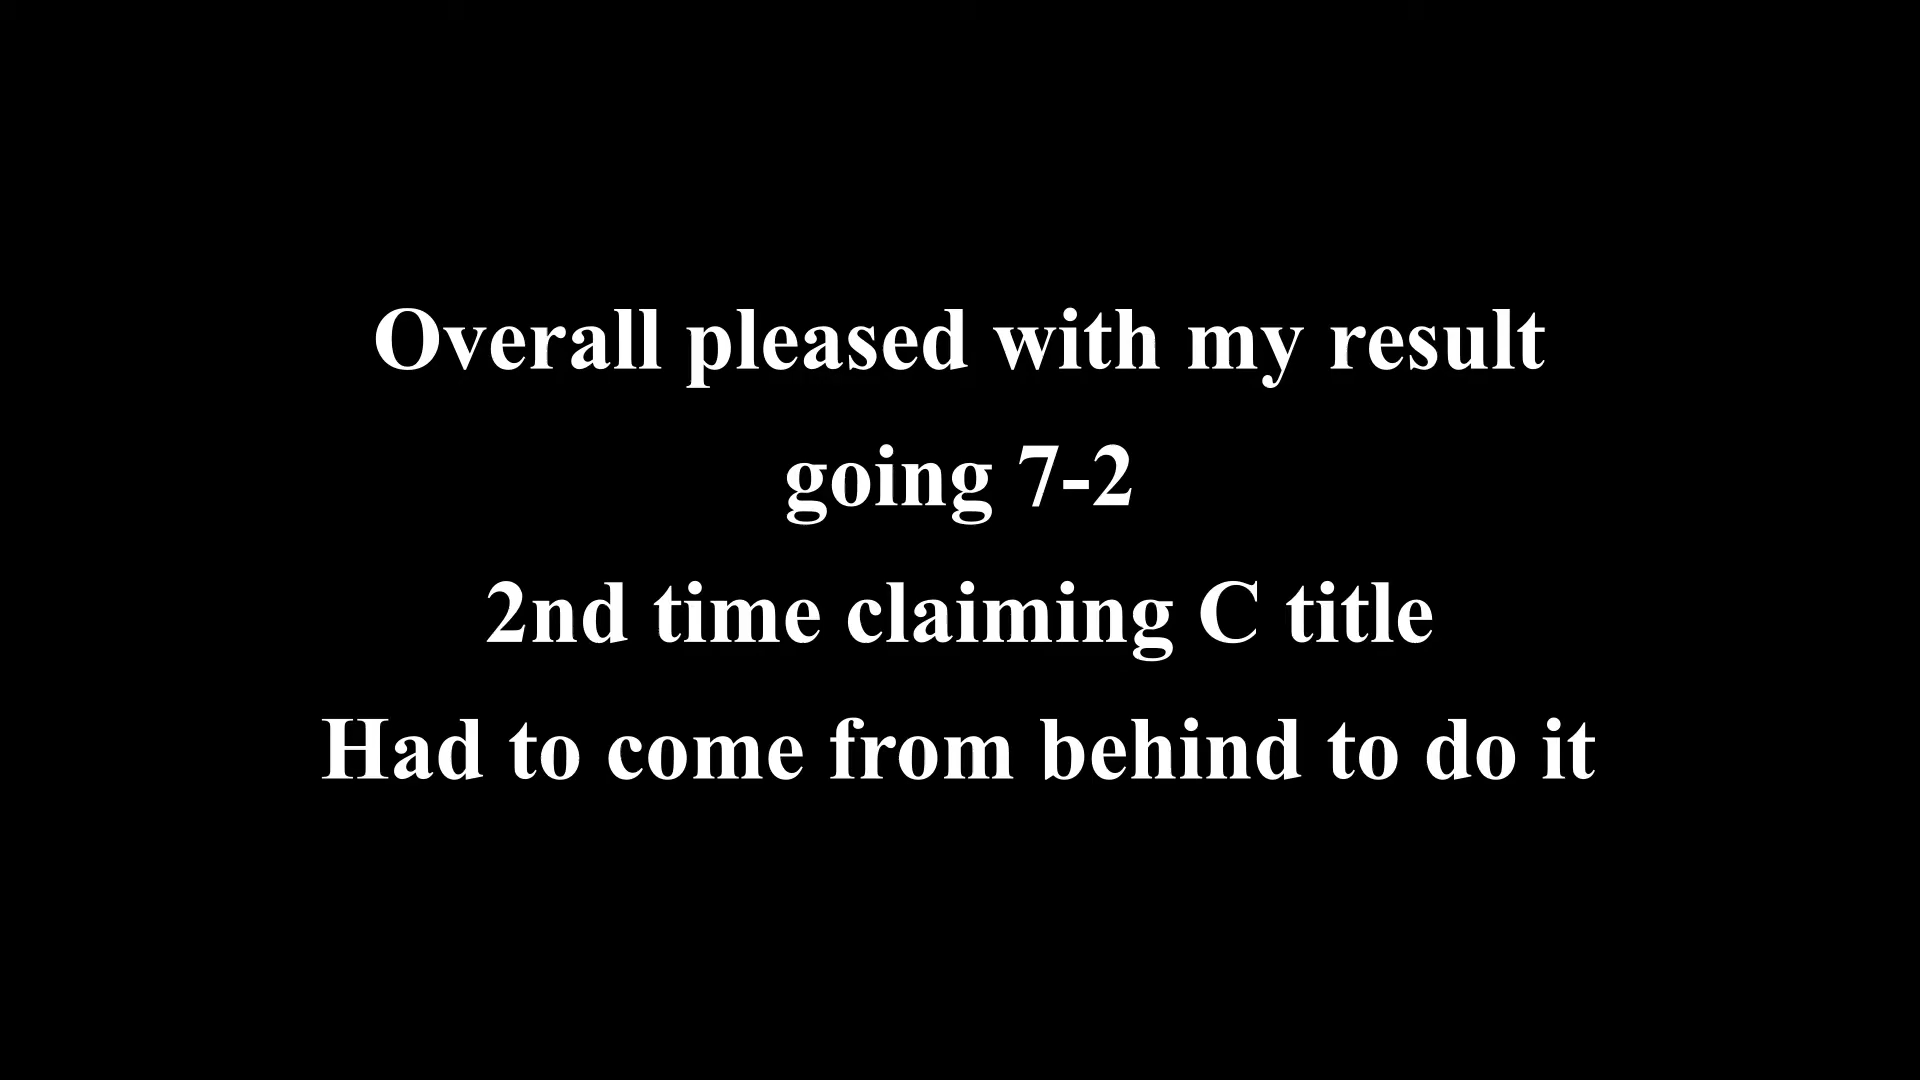 Overall pleased with my result
going 7-2
2nd time claiming C title
Had to come from behind to do it